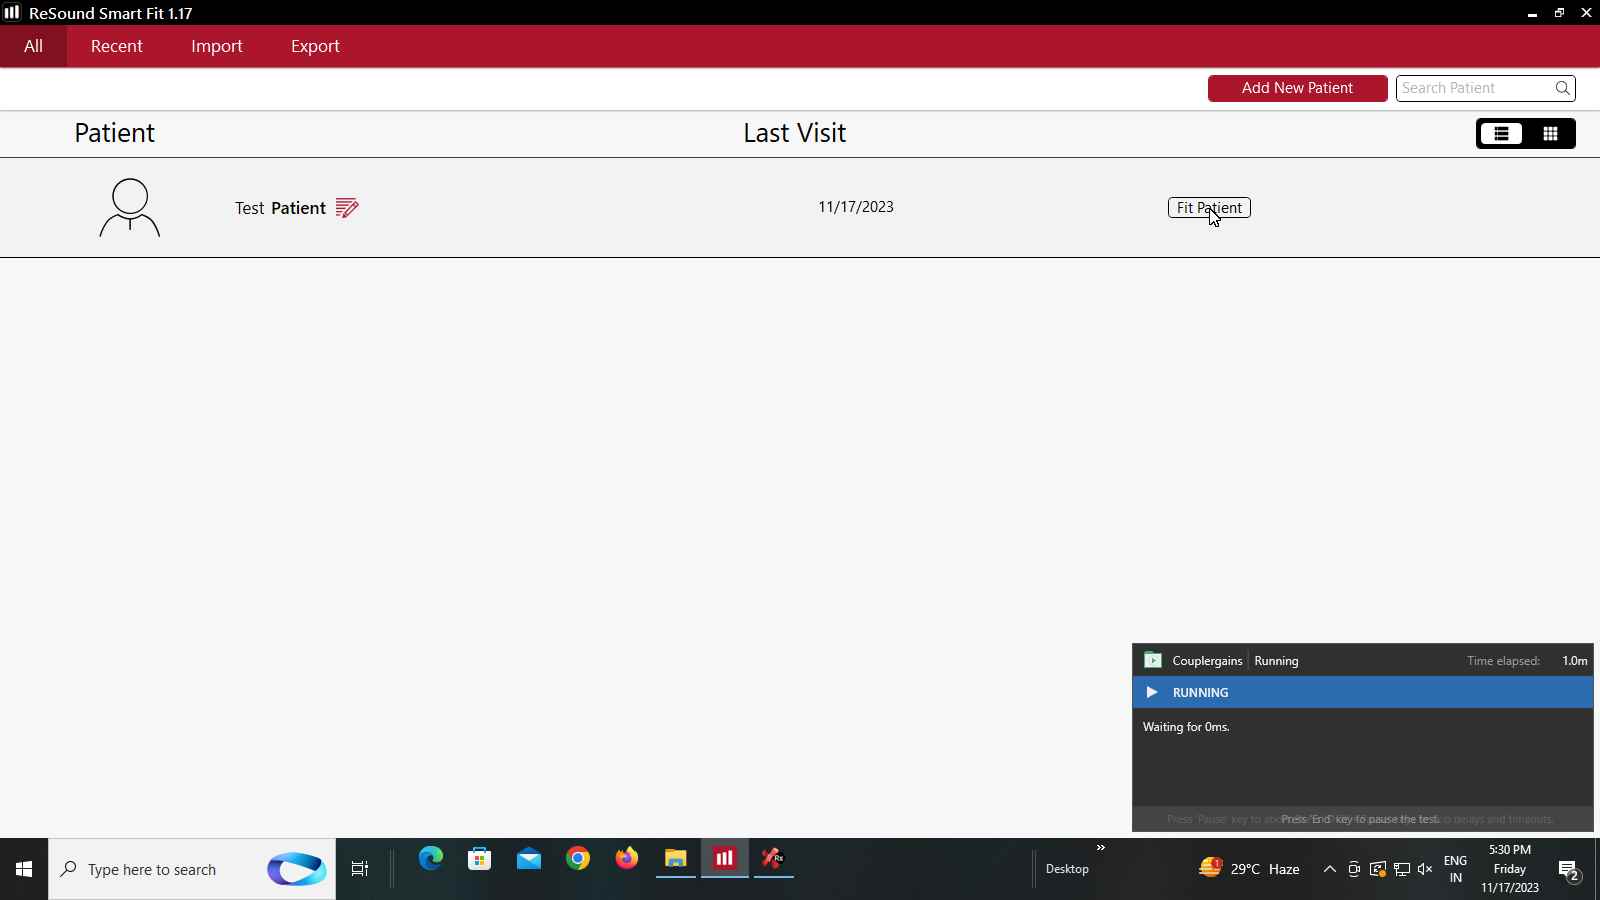 ReSound Smart Fit 1.17
All Recent Import Export
Add New Patient Search Patient
Patient Last Visit
Test Patient 11/17/2023 Fit Patient
Couplergains Running Time elapsed: 1.0m
RUNNING
Waiting for 0ms.
Press 'End' key to pause the test.
Type here to search
Desktop
»
1
29°C Haze
ENG
IN
5:30 PM
Friday
11/17/2023
2